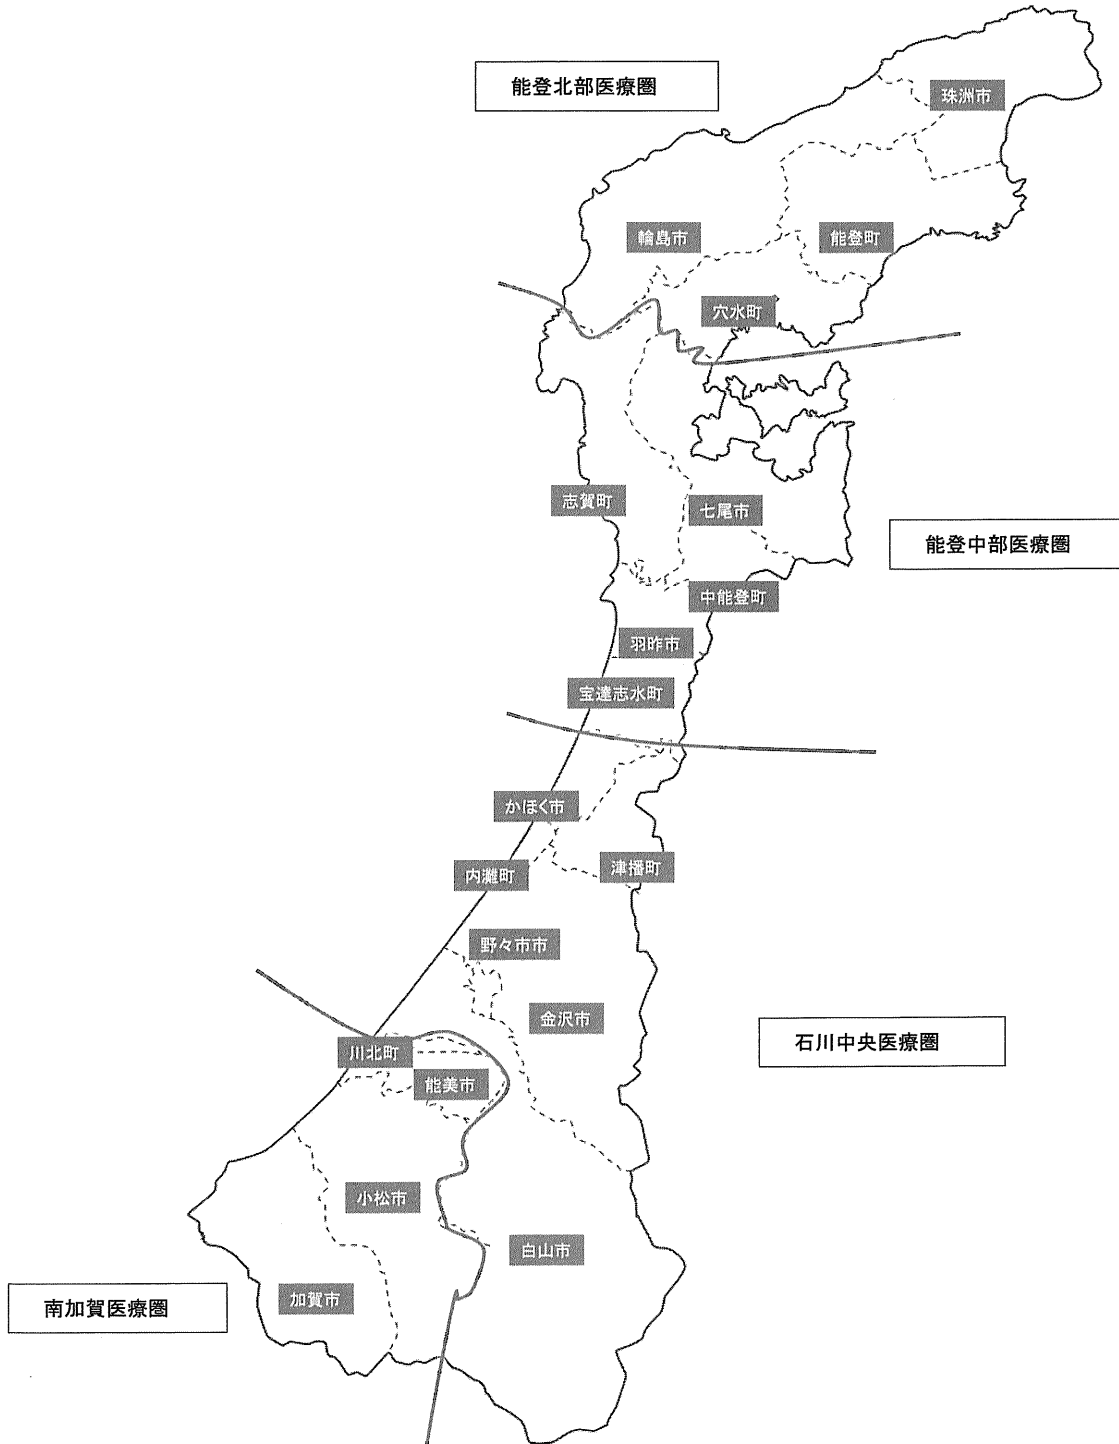 能登北部医療圏
珠洲市
輪島市
能登町
穴水町
志賀町
七尾市
能登中部医療圏
中能登町
羽咋市
宝達志水町
かほく市
津播町
内灘町
野々市市
金沢市
石川中央医療圏
川北町
能美市
小松市
白山市
加賀市
南加賀医療圏